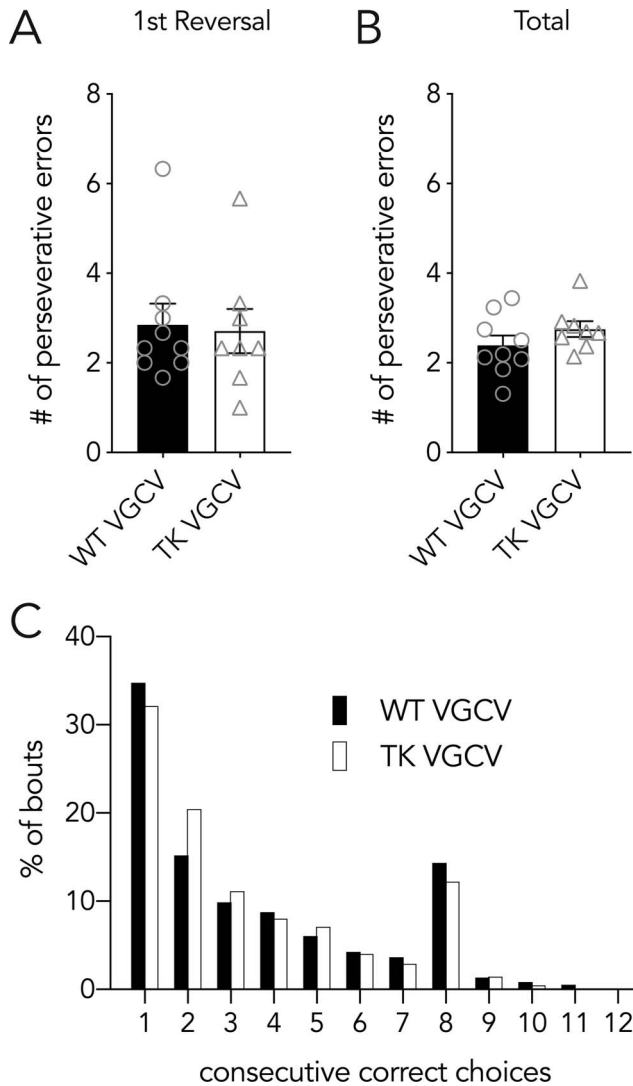 A 1st Reversal
# of perseverative errors
8
6
4
2
0
WT VGCV
TK VGCV
B Total
# of perseverative errors
8
6
4
2
0
WT VGCV
TK VGCV
C
% of bouts
40
30
20
10
0
WT VGCV
TK VGCV
1 2 3 4 5 6 7 8 9 10 11 12
consecutive correct choices